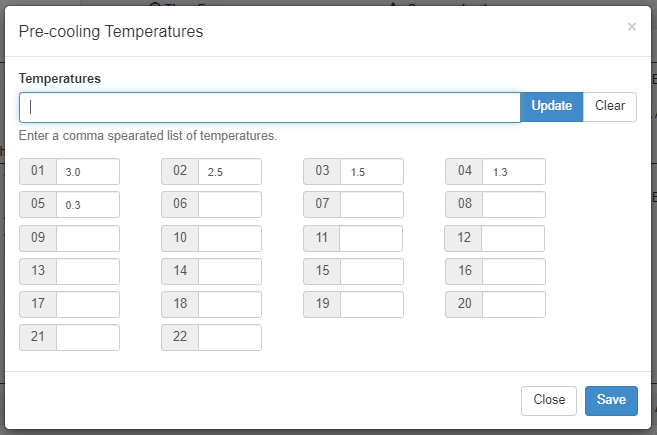 Pre-cooling Temperatures ×
Temperatures
Update Clear
Enter a comma spearated list of temperatures.
01 3.0 02 2.5 03 1.5 04 1.3
05 0.3 06 07 08
09 10 11 12
13 14 15 16
17 18 19 20
21 22
Close Save